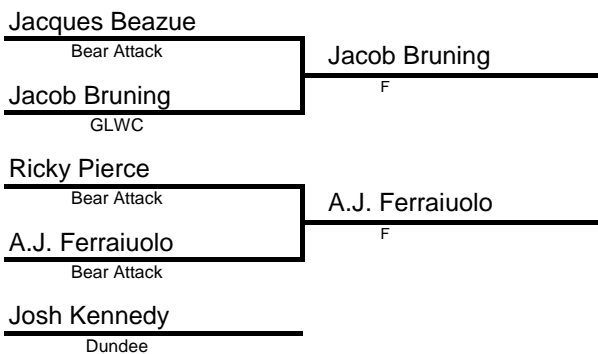 Jacques Beazue
Bear Attack
Jacob Bruning
F
Jacob Bruning
GLWC
Ricky Pierce
Bear Attack
A.J. Ferraiuolo
F
A.J. Ferraiuolo
Bear Attack
Josh Kennedy
Dundee